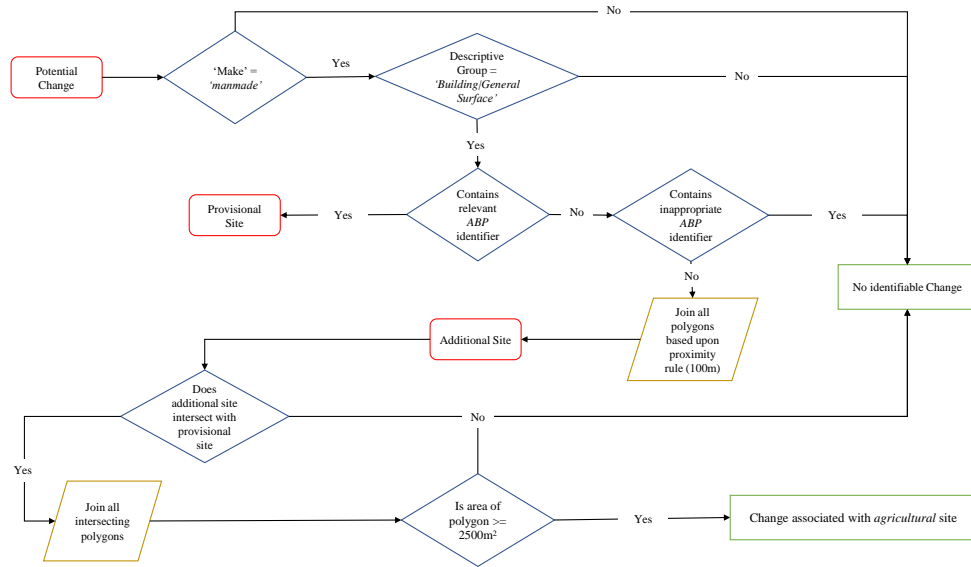 No
Potential
Change
‘Make’ =
‘manmade’
Yes
Descriptive
Group =
‘Building/General
Surface’
No
Yes
Provisional
Site
Yes
Contains
relevant
ABP
identifier
No
Contains
inappropriate
ABP
identifier
Yes
No
No identifiable Change
Join all
polygons
based upon
proximity
rule (100m)
Additional Site
Does
additional site
intersect with
provisional
site
No
Yes
Join all
intersecting
polygons
Is area of
polygon >=
2500m²
Yes
Change associated with agricultural site